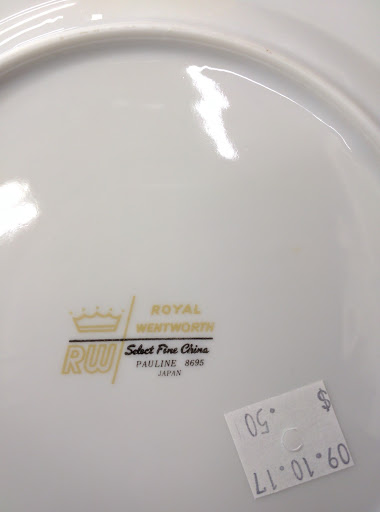 ROYAL
WENTWORTH
RW
Select Fine China
PAULINE 8695
JAPAN
$ .50
09.10.17